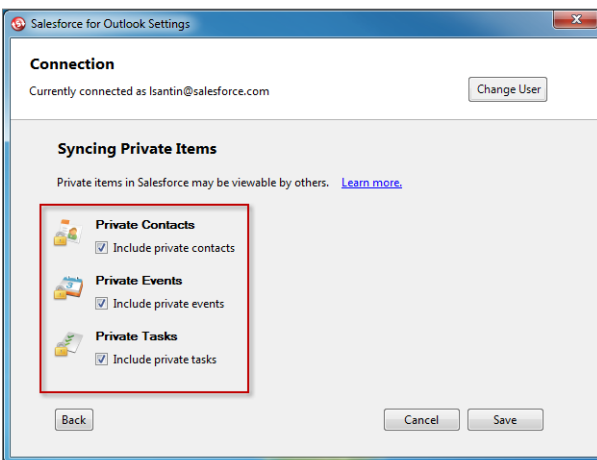 Salesforce for Outlook Settings
Connection
Currently connected as lsantin@salesforce.com
Change User
Syncing Private Items
Private items in Salesforce may be viewable by others. Learn more.
Private Contacts
Include private contacts
Private Events
Include private events
Private Tasks
Include private tasks
Back
Cancel
Save